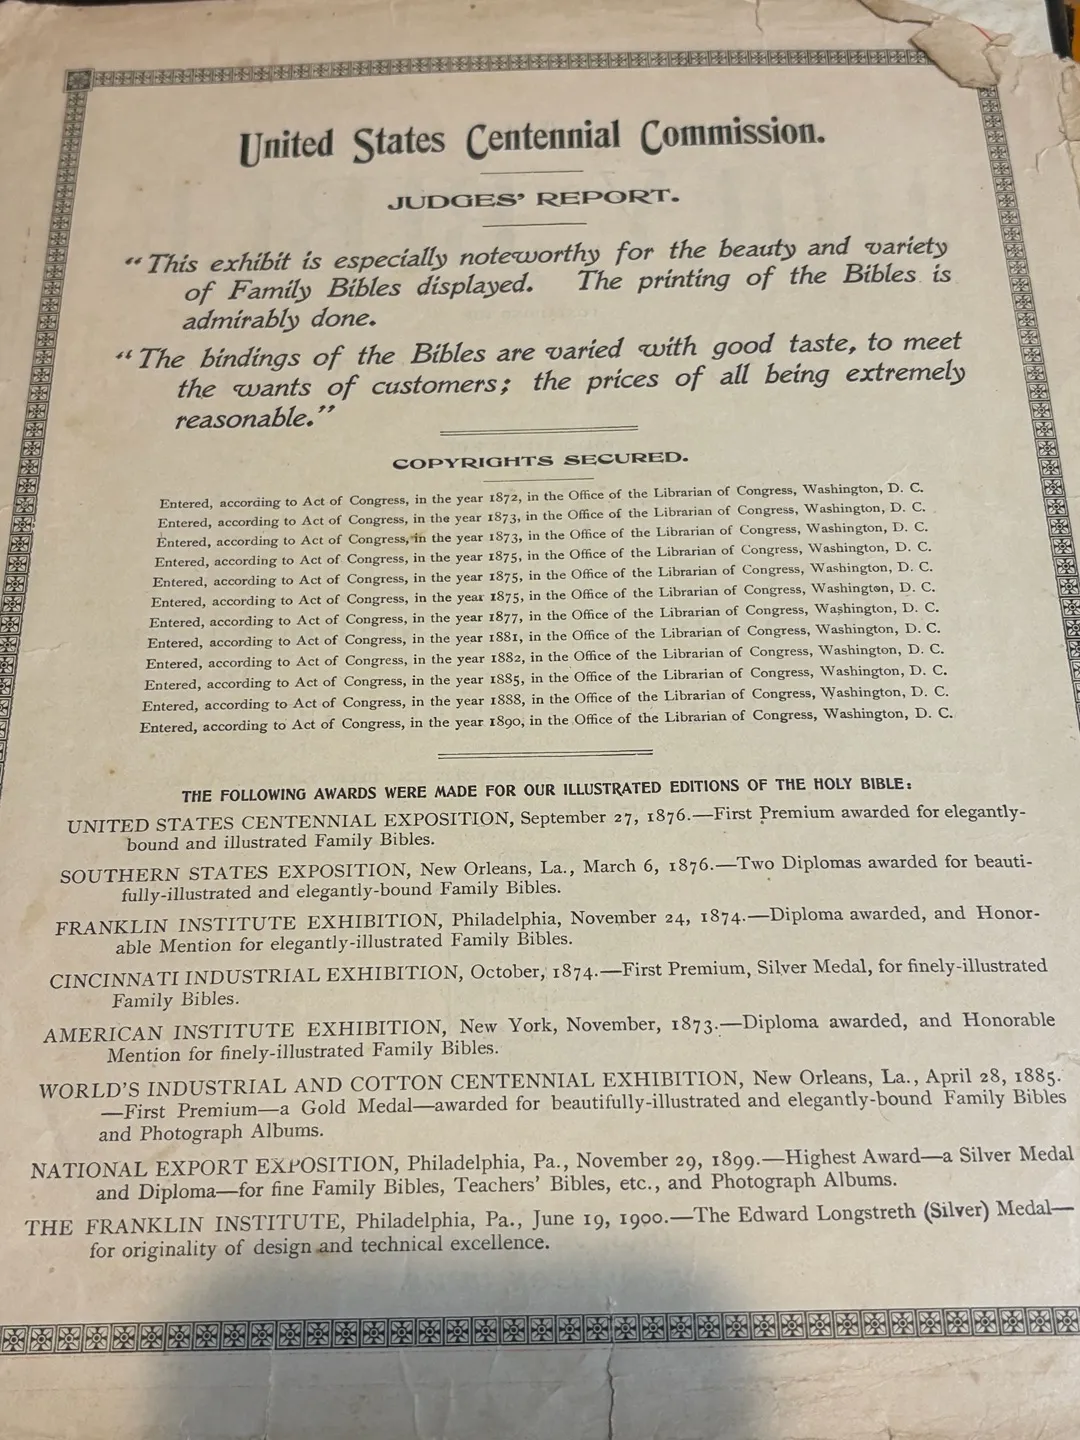 United States Centennial Commission.
JUDGES' REPORT.
"This exhibit is especially noteworthy for the beauty and variety
of Family Bibles displayed. The printing of the Bibles is
admirably done.
"The bindings of the Bibles are varied with good taste, to meet
the wants of customers; the prices of all being extremely
reasonable."
COPYRIGHTS SECURED.
Entered, according to Act of Congress, in the year 1872, in the Office of the Librarian of Congress, Washington, D. C.
Entered, according to Act of Congress, in the year 1873, in the Office of the Librarian of Congress, Washington, D. C.
Entered, according to Act of Congress, in the year 1873, in the Office of the Librarian of Congress, Washington, D. C.
Entered, according to Act of Congress, in the year 1875, in the Office of the Librarian of Congress, Washington, D. C.
Entered, according to Act of Congress, in the year 1875, in the Office of the Librarian of Congress, Washington, D. C.
Entered, according to Act of Congress, in the year 1875, in the Office of the Librarian of Congress, Washington, D. C.
Entered, according to Act of Congress, in the year 1877, in the Office of the Librarian of Congress, Washington, D. C.
Entered, according to Act of Congress, in the year 1881, in the Office of the Librarian of Congress, Washington, D. C.
Entered, according to Act of Congress, in the year 1882, in the Office of the Librarian of Congress, Washington, D. C.
Entered, according to Act of Congress, in the year 1885, in the Office of the Librarian of Congress, Washington, D. C.
Entered, according to Act of Congress, in the year 1888, in the Office of the Librarian of Congress, Washington, D. C.
Entered, according to Act of Congress, in the year 1890, in the Office of the Librarian of Congress, Washington, D. C.
THE FOLLOWING AWARDS WERE MADE FOR OUR ILLUSTRATED EDITIONS OF THE HOLY BIBLE:
UNITED STATES CENTENNIAL EXPOSITION, September 27, 1876.—First Premium awarded for elegantly-
bound and illustrated Family Bibles.
SOUTHERN STATES EXPOSITION, New Orleans, La., March 6, 1876.—Two Diplomas awarded for beauti-
fully-illustrated and elegantly-bound Family Bibles.
FRANKLIN INSTITUTE EXHIBITION, Philadelphia, November 24, 1874.—Diploma awarded, and Honor-
able Mention for elegantly-illustrated Family Bibles.
CINCINNATI INDUSTRIAL EXHIBITION, October, 1874.—First Premium, Silver Medal, for finely-illustrated
Family Bibles.
AMERICAN INSTITUTE EXHIBITION, New York, November, 1873.—Diploma awarded, and Honorable
Mention for finely-illustrated Family Bibles.
WORLD'S INDUSTRIAL AND COTTON CENTENNIAL EXHIBITION, New Orleans, La., April 28, 1885.
—First Premium—a Gold Medal—awarded for beautifully-illustrated and elegantly-bound Family Bibles
and Photograph Albums.
NATIONAL EXPORT EXPOSITION, Philadelphia, Pa., November 29, 1899.—Highest Award—a Silver Medal
and Diploma—for fine Family Bibles, Teachers' Bibles, etc., and Photograph Albums.
THE FRANKLIN INSTITUTE, Philadelphia, Pa., June 19, 1900.—The Edward Longstreth (Silver) Medal—
for originality of design and technical excellence.